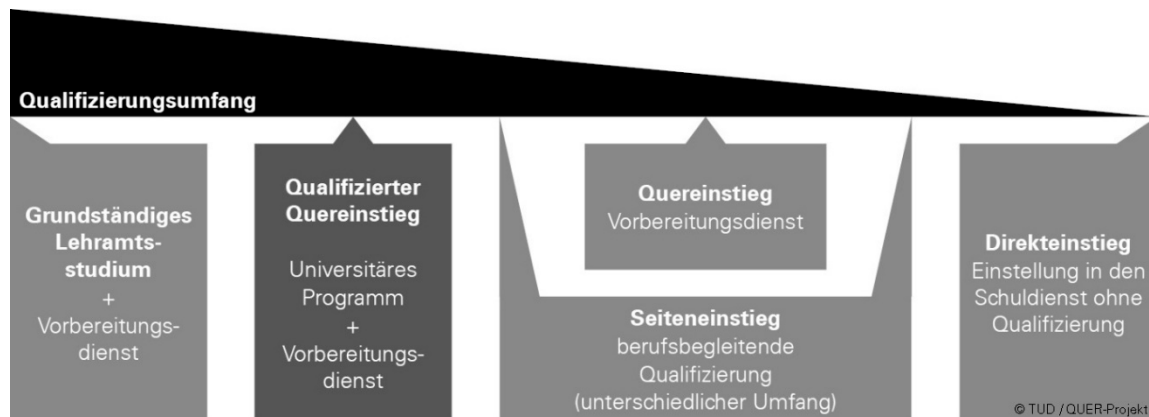 Qualifizierungsumfang
Grundständiges
Lehramts-
studium
+
Vorbereitungs-
dienst
Qualifizierter
Quereinstieg
Universitäres
Programm
+
Vorbereitungs-
dienst
Quereinstieg
Vorbereitungsdienst
Seiteneinstieg
berufsbegleitende
Qualifizierung
(unterschiedlicher Umfang)
Direkteinstieg
Einstellung in den
Schuldienst ohne
Qualifizierung
© TUD / QUER-Projekt